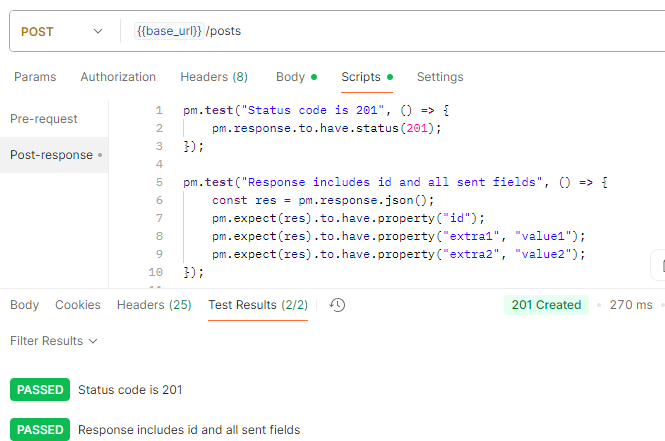 POST {{base_url}}/posts
Params Authorization Headers (8) Body Scripts Settings
Pre-request
Post-response
1 pm.test("Status code is 201", () => {
2 pm.response.to.have.status(201);
3 });
4
5 pm.test("Response includes id and all sent fields", () => {
6 const res = pm.response.json();
7 pm.expect(res).to.have.property("id");
8 pm.expect(res).to.have.property("extra1", "value1");
9 pm.expect(res).to.have.property("extra2", "value2");
10 });
Body Cookies Headers (25) Test Results (2/2) 201 Created 270 ms
Filter Results
PASSED Status code is 201
PASSED Response includes id and all sent fields